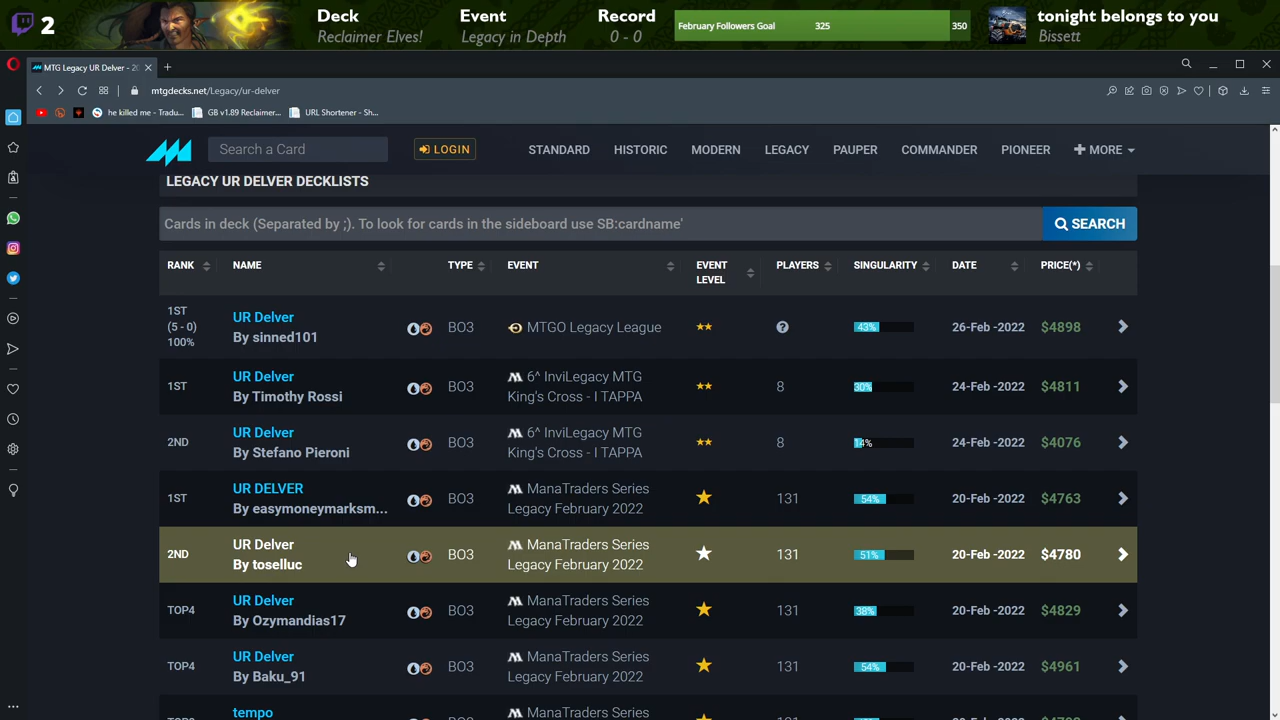 2
Deck
Reclaimer Elves!
Event
Legacy in Depth
Record
0 - 0
February Followers Goal 325 350
tonight belongs to you
Bissett
MTG Legacy UR Delver - 20
mtgdecks.net/Legacy/ur-delver
he killed me - Tradu... GB v1.89 Reclaimer... URL Shortener - Sh...
Search a Card LOGIN STANDARD HISTORIC MODERN LEGACY PAUPER COMMANDER PIONEER MORE
LEGACY UR DELVER DECKLISTS
Cards in deck (Separated by ;). To look for cards in the sideboard use SB:cardname' SEARCH
RANK NAME TYPE EVENT EVENT LEVEL PLAYERS SINGULARITY DATE PRICE(*)
1ST (5 - 0) 100% UR Delver By sinned101 BO3 MTGO Legacy League 43% 26-Feb -2022 $4898
1ST UR Delver By Timothy Rossi BO3 6^ InviLegacy MTG King's Cross - I TAPPA 8 30% 24-Feb -2022 $4811
2ND UR Delver By Stefano Pieroni BO3 6^ InviLegacy MTG King's Cross - I TAPPA 8 14% 24-Feb -2022 $4076
1ST UR DELVER By easymoneymarksm... BO3 ManaTraders Series Legacy February 2022 131 54% 20-Feb -2022 $4763
2ND UR Delver By toselluc BO3 ManaTraders Series Legacy February 2022 131 51% 20-Feb -2022 $4780
TOP4 UR Delver By Ozymandias17 BO3 ManaTraders Series Legacy February 2022 131 38% 20-Feb -2022 $4829
TOP4 UR Delver By Baku_91 BO3 ManaTraders Series Legacy February 2022 131 54% 20-Feb -2022 $4961
tempo